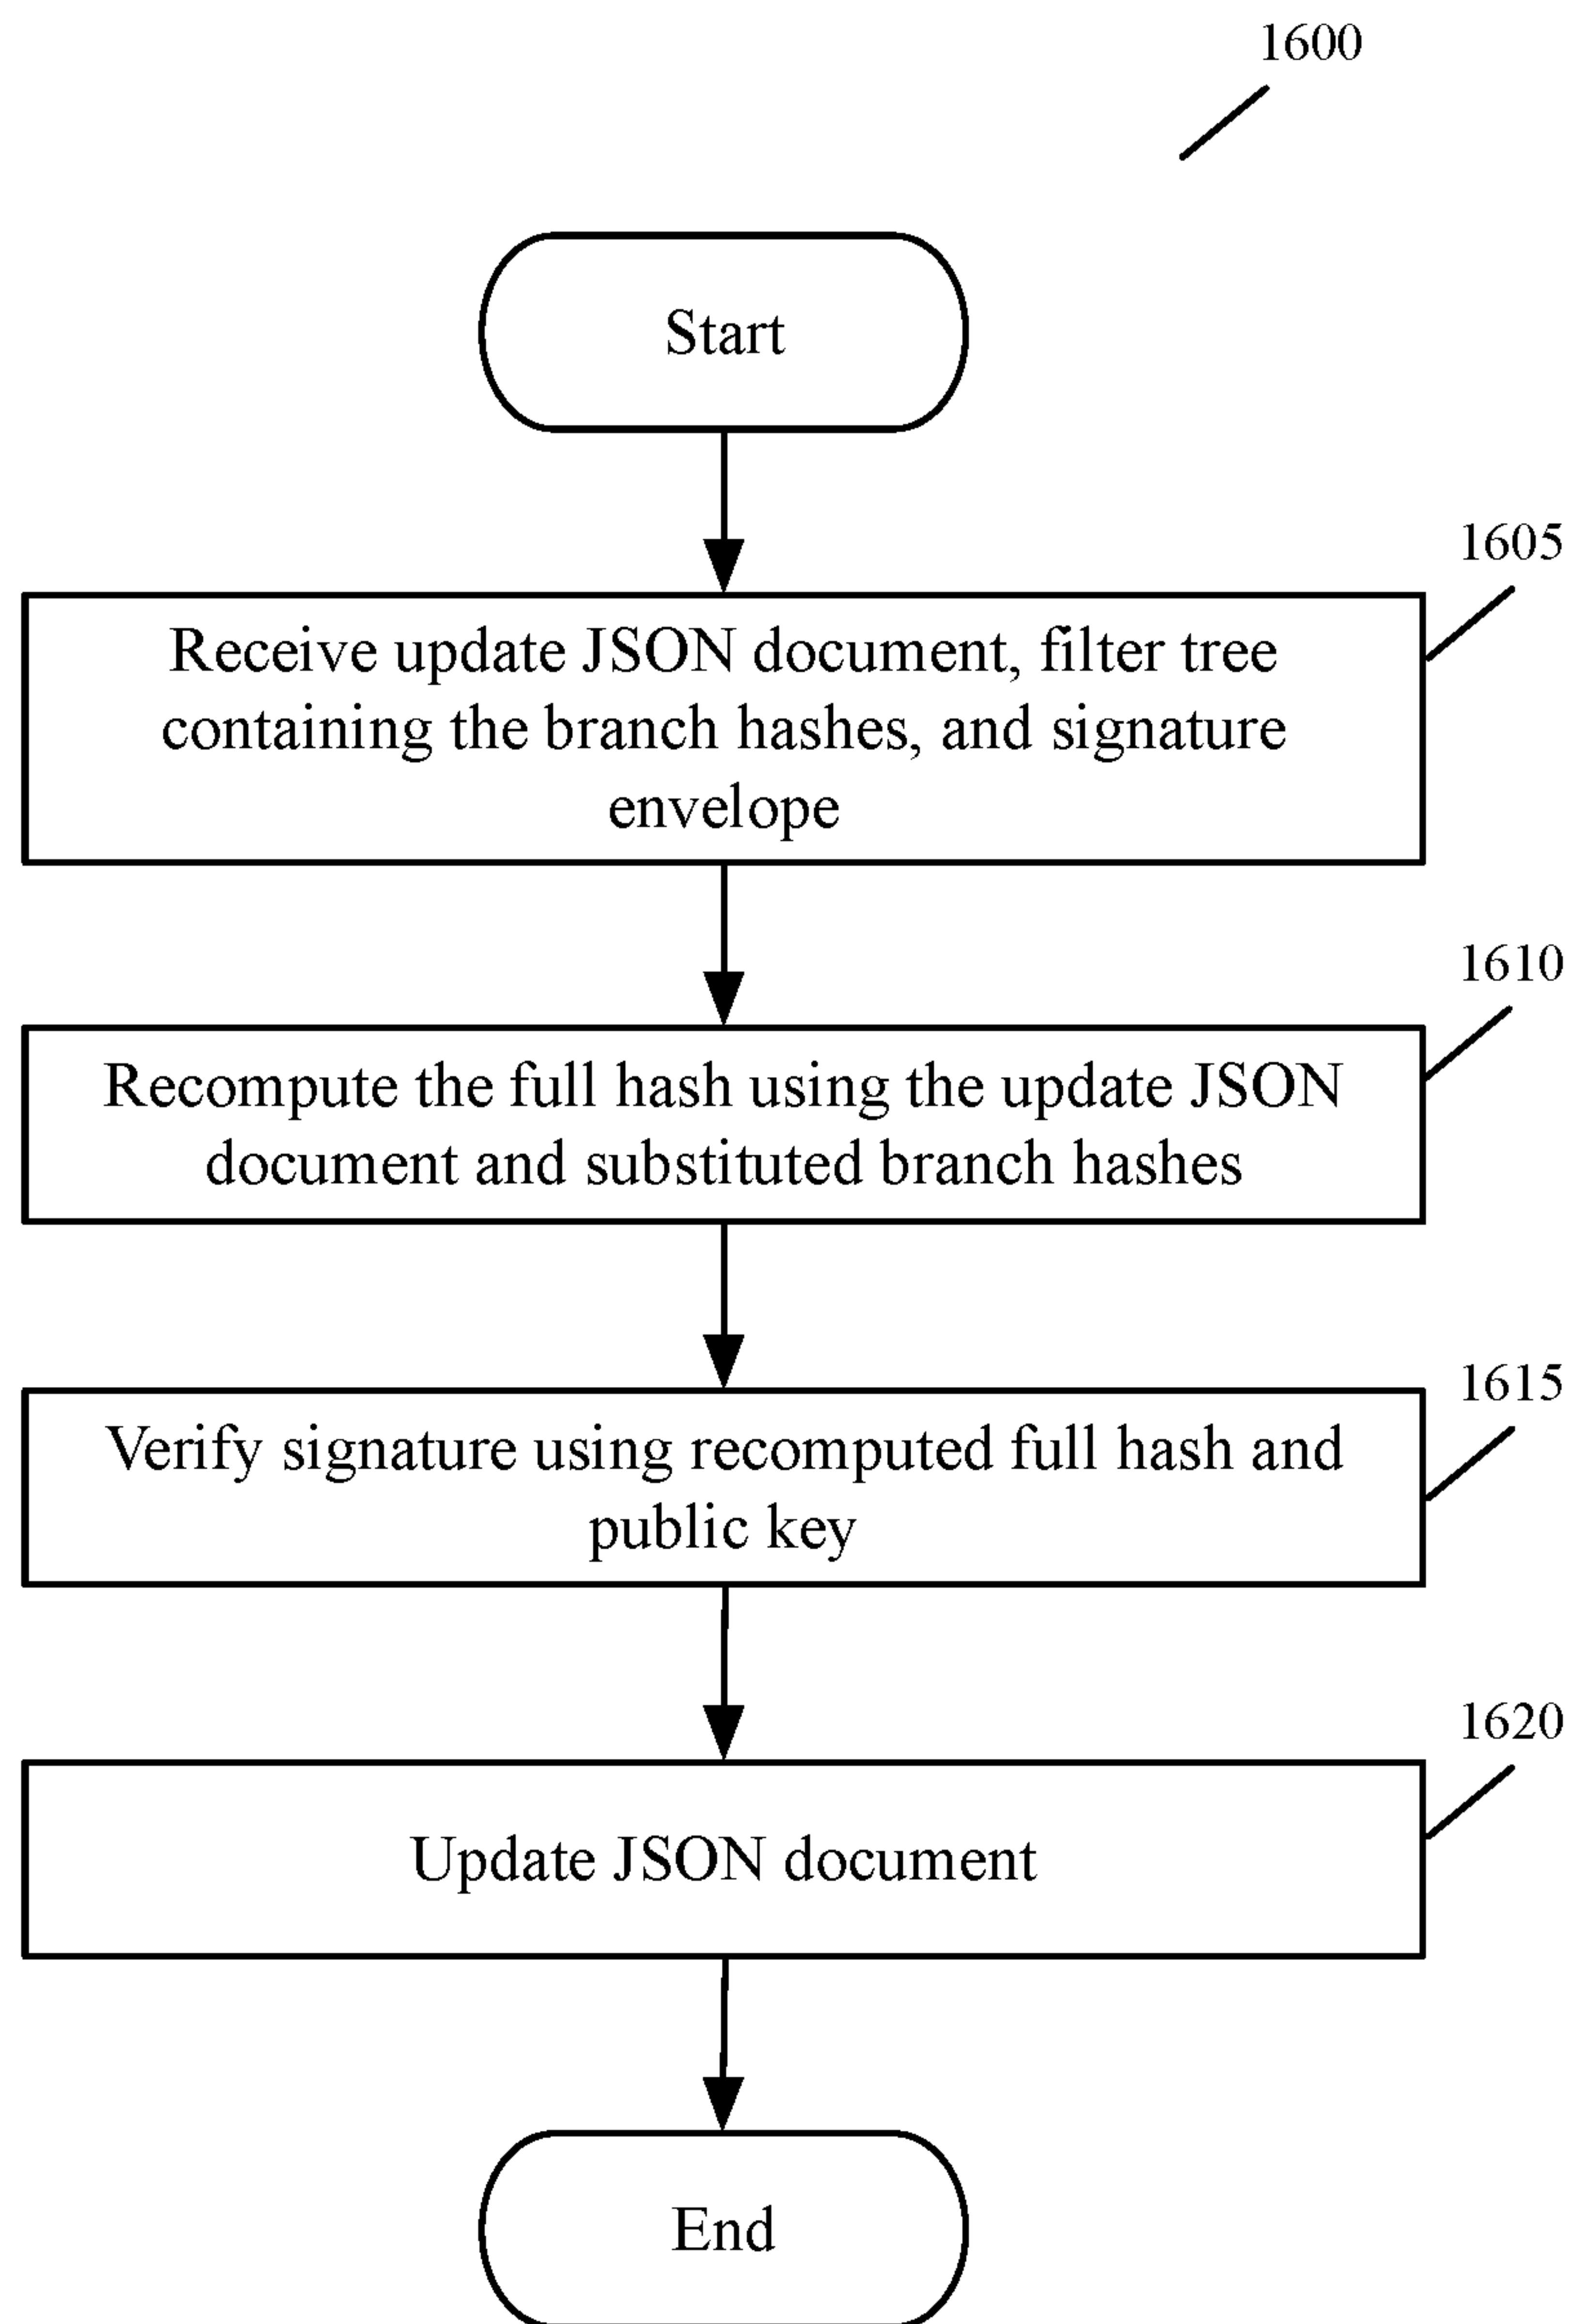 1600
Start
1605
Receive update JSON document, filter tree
containing the branch hashes, and signature
envelope
1610
Recompute the full hash using the update JSON
document and substituted branch hashes
1615
Verify signature using recomputed full hash and
public key
1620
Update JSON document
End